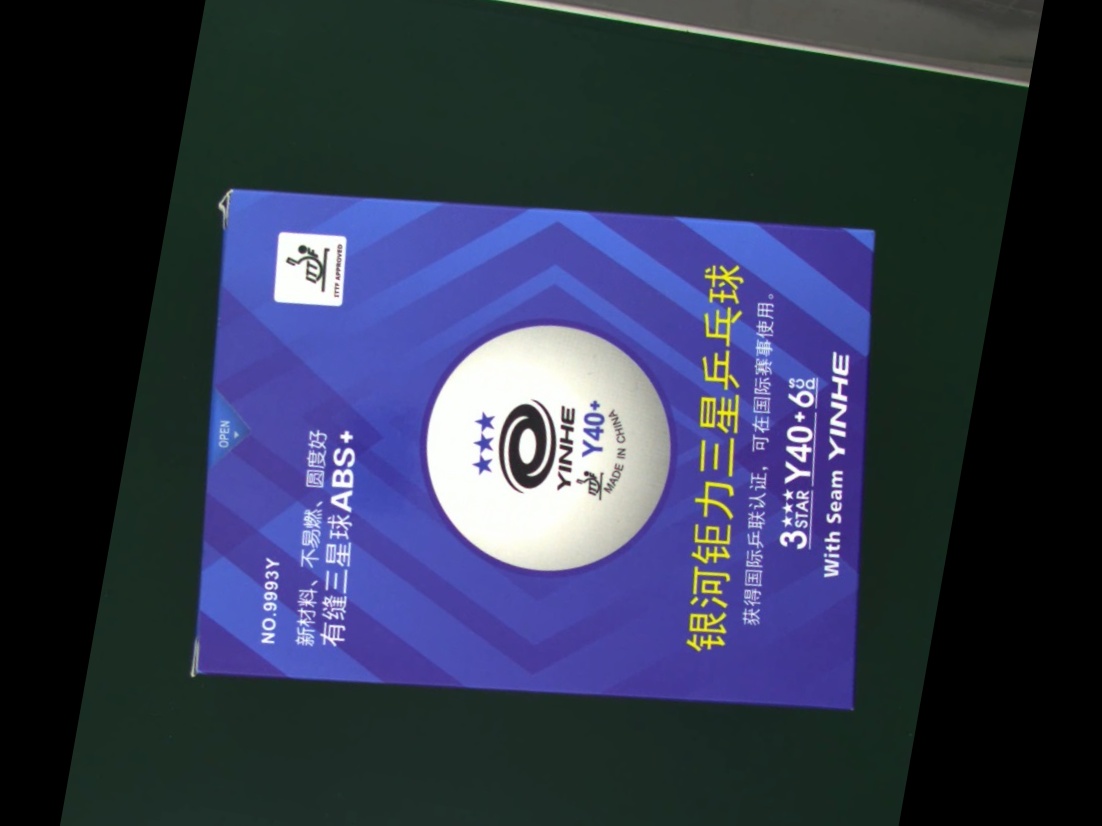 ITTF APPROVED
OPEN
NO.9993Y
新材料、不易燃、圆度好
有缝三星球ABS+
YINHE
Y40+
MADE IN CHINA
银河钜力三星乒乓球
获得国际乒联认证，可在国际赛事使用。
3 STAR Y40+ 6
With Seam YINHE